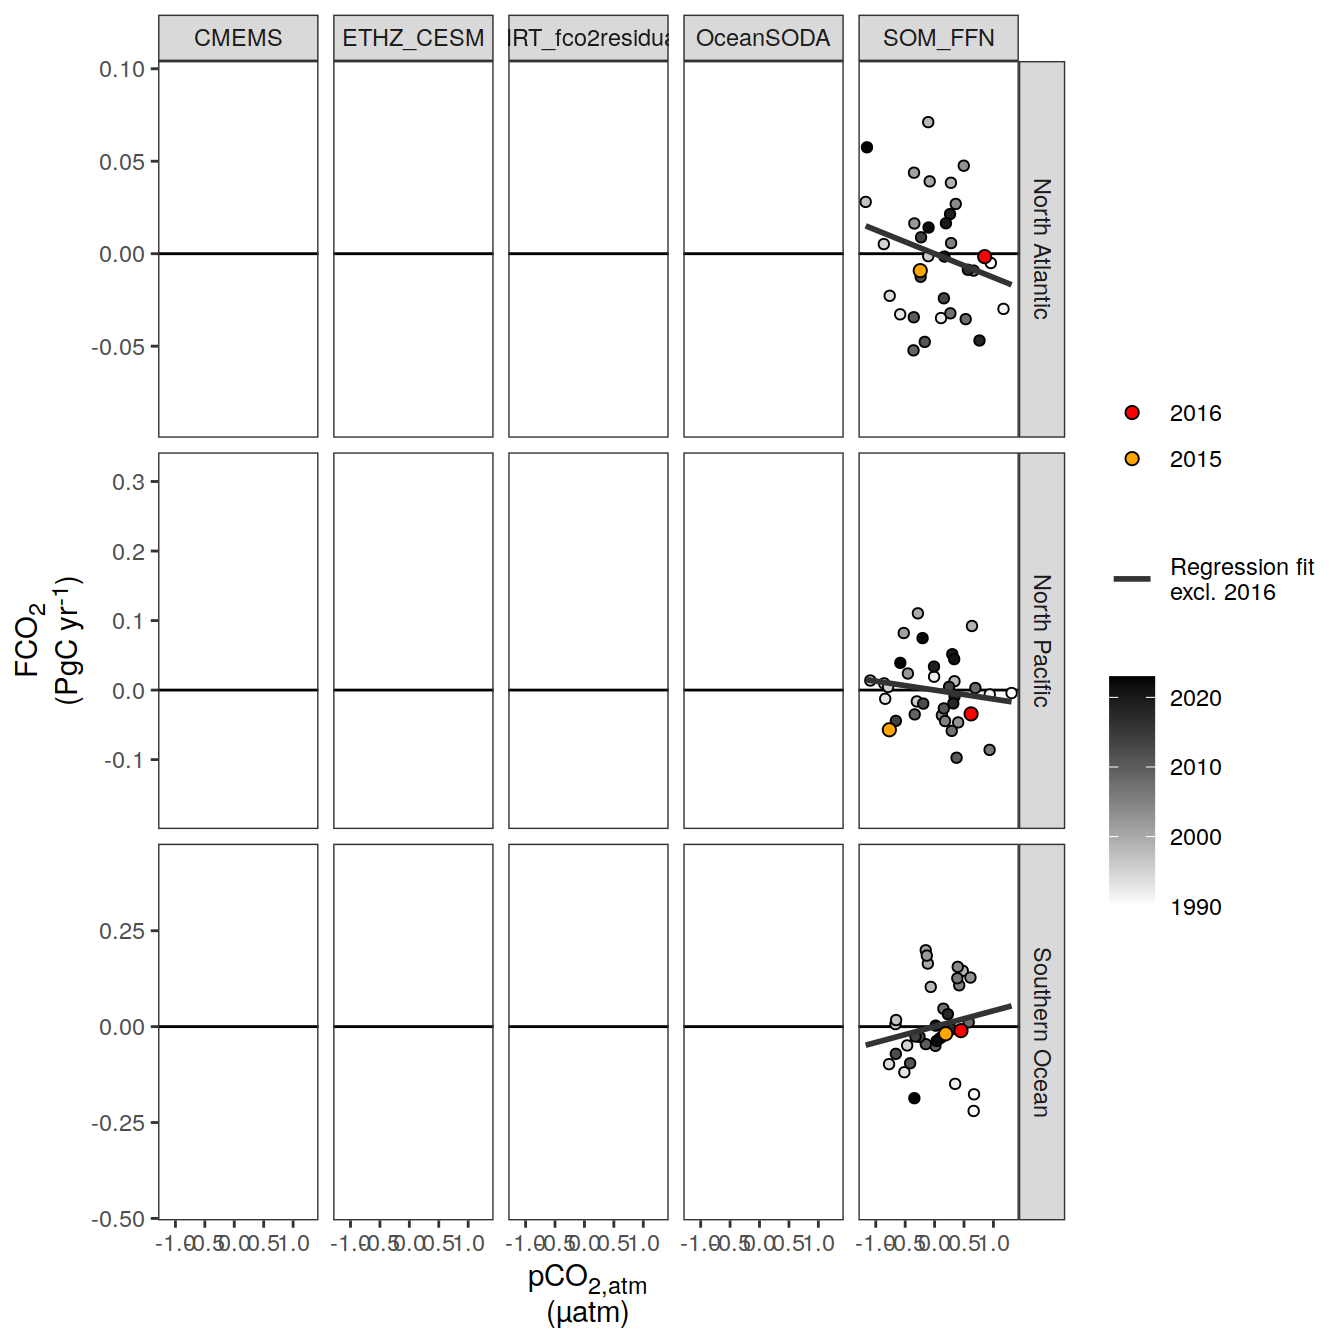 CMEMS ETHZ_CESM IRT_fco2residua OceanSODA SOM_FFN
0.10
0.05
0.00
-0.05
North Atlantic
0.3
0.2
0.1
0.0
-0.1
North Pacific
0.25
0.00
-0.25
-0.50
Southern Ocean
-1.0 -0.5 0.0 0.5 1.0 -1.0 -0.5 0.0 0.5 1.0 -1.0 -0.5 0.0 0.5 1.0 -1.0 -0.5 0.0 0.5 1.0 -1.0 -0.5 0.0 0.5 1.0
pCO2,atm
(µatm)
FCO2
(PgC yr-1)
2016
2015
Regression fit
excl. 2016
2020
2010
2000
1990